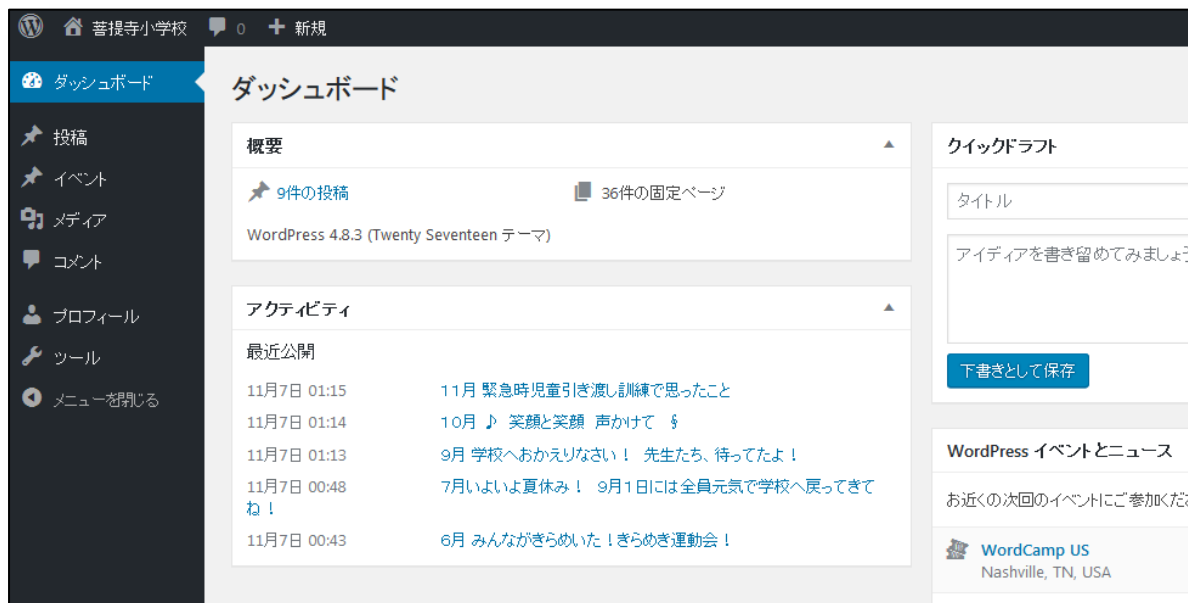 菩提寺小学校 0 新規
ダッシュボード
投稿
イベント
メディア
コメント
プロフィール
ツール
メニューを閉じる
ダッシュボード
概要
9件の投稿 36件の固定ページ
WordPress 4.8.3 (Twenty Seventeen テーマ)
アクティビティ
最近公開
11月7日 01:15 11月 緊急時児童引き渡し訓練で思ったこと
11月7日 01:14 10月 ♪ 笑顔と笑顔 声かけて 𝄮
11月7日 01:13 9月 学校へおかえりなさい！ 先生たち、待ってたよ！
11月7日 00:48 7月いよいよ夏休み！ 9月1日には全員元気で学校へ戻ってきて
ね！
11月7日 00:43 6月 みんながきらめいた！きらめき運動会！
クイックドラフト
タイトル
アイディアを書き留めてみましょ
下書きとして保存
WordPress イベントとニュース
お近くの次回のイベントにご参加くだ
WordCamp US
Nashville, TN, USA